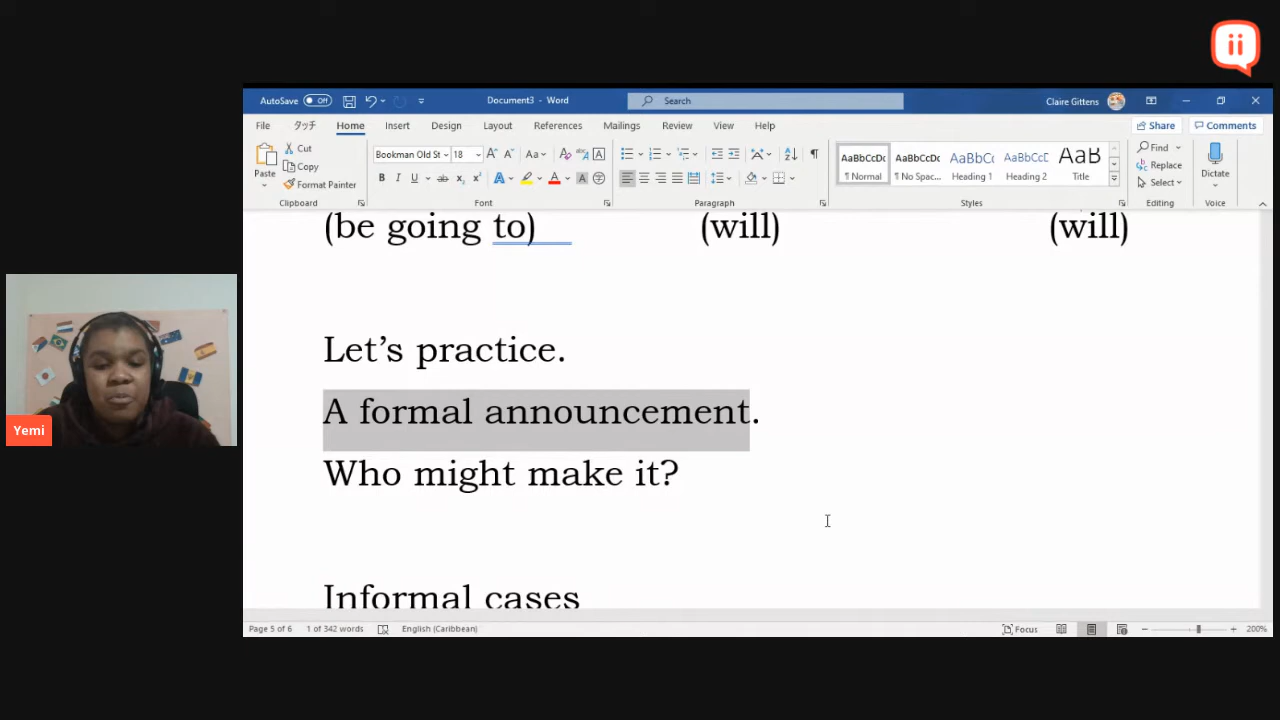 ii
AutoSave Off Document3 - Word Search Claire Gittens
File タッチ Home Insert Design Layout References Mailings Review View Help Share Comments
Paste Cut Copy Format Painter Clipboard
Bookman Old St 18 Font
Paragraph
AaBbCcDc Normal AaBbCcDc No Spac... AaBbCc Heading 1 AaBbCcE Heading 2 AaB Title Styles
Find Replace Select Editing
Dictate Voice
(be going to) (will) (will)
Let's practice.
A formal announcement.
Who might make it?
Informal cases
Yemi
Page 5 of 6 1 of 342 words English (Caribbean) Focus 200%